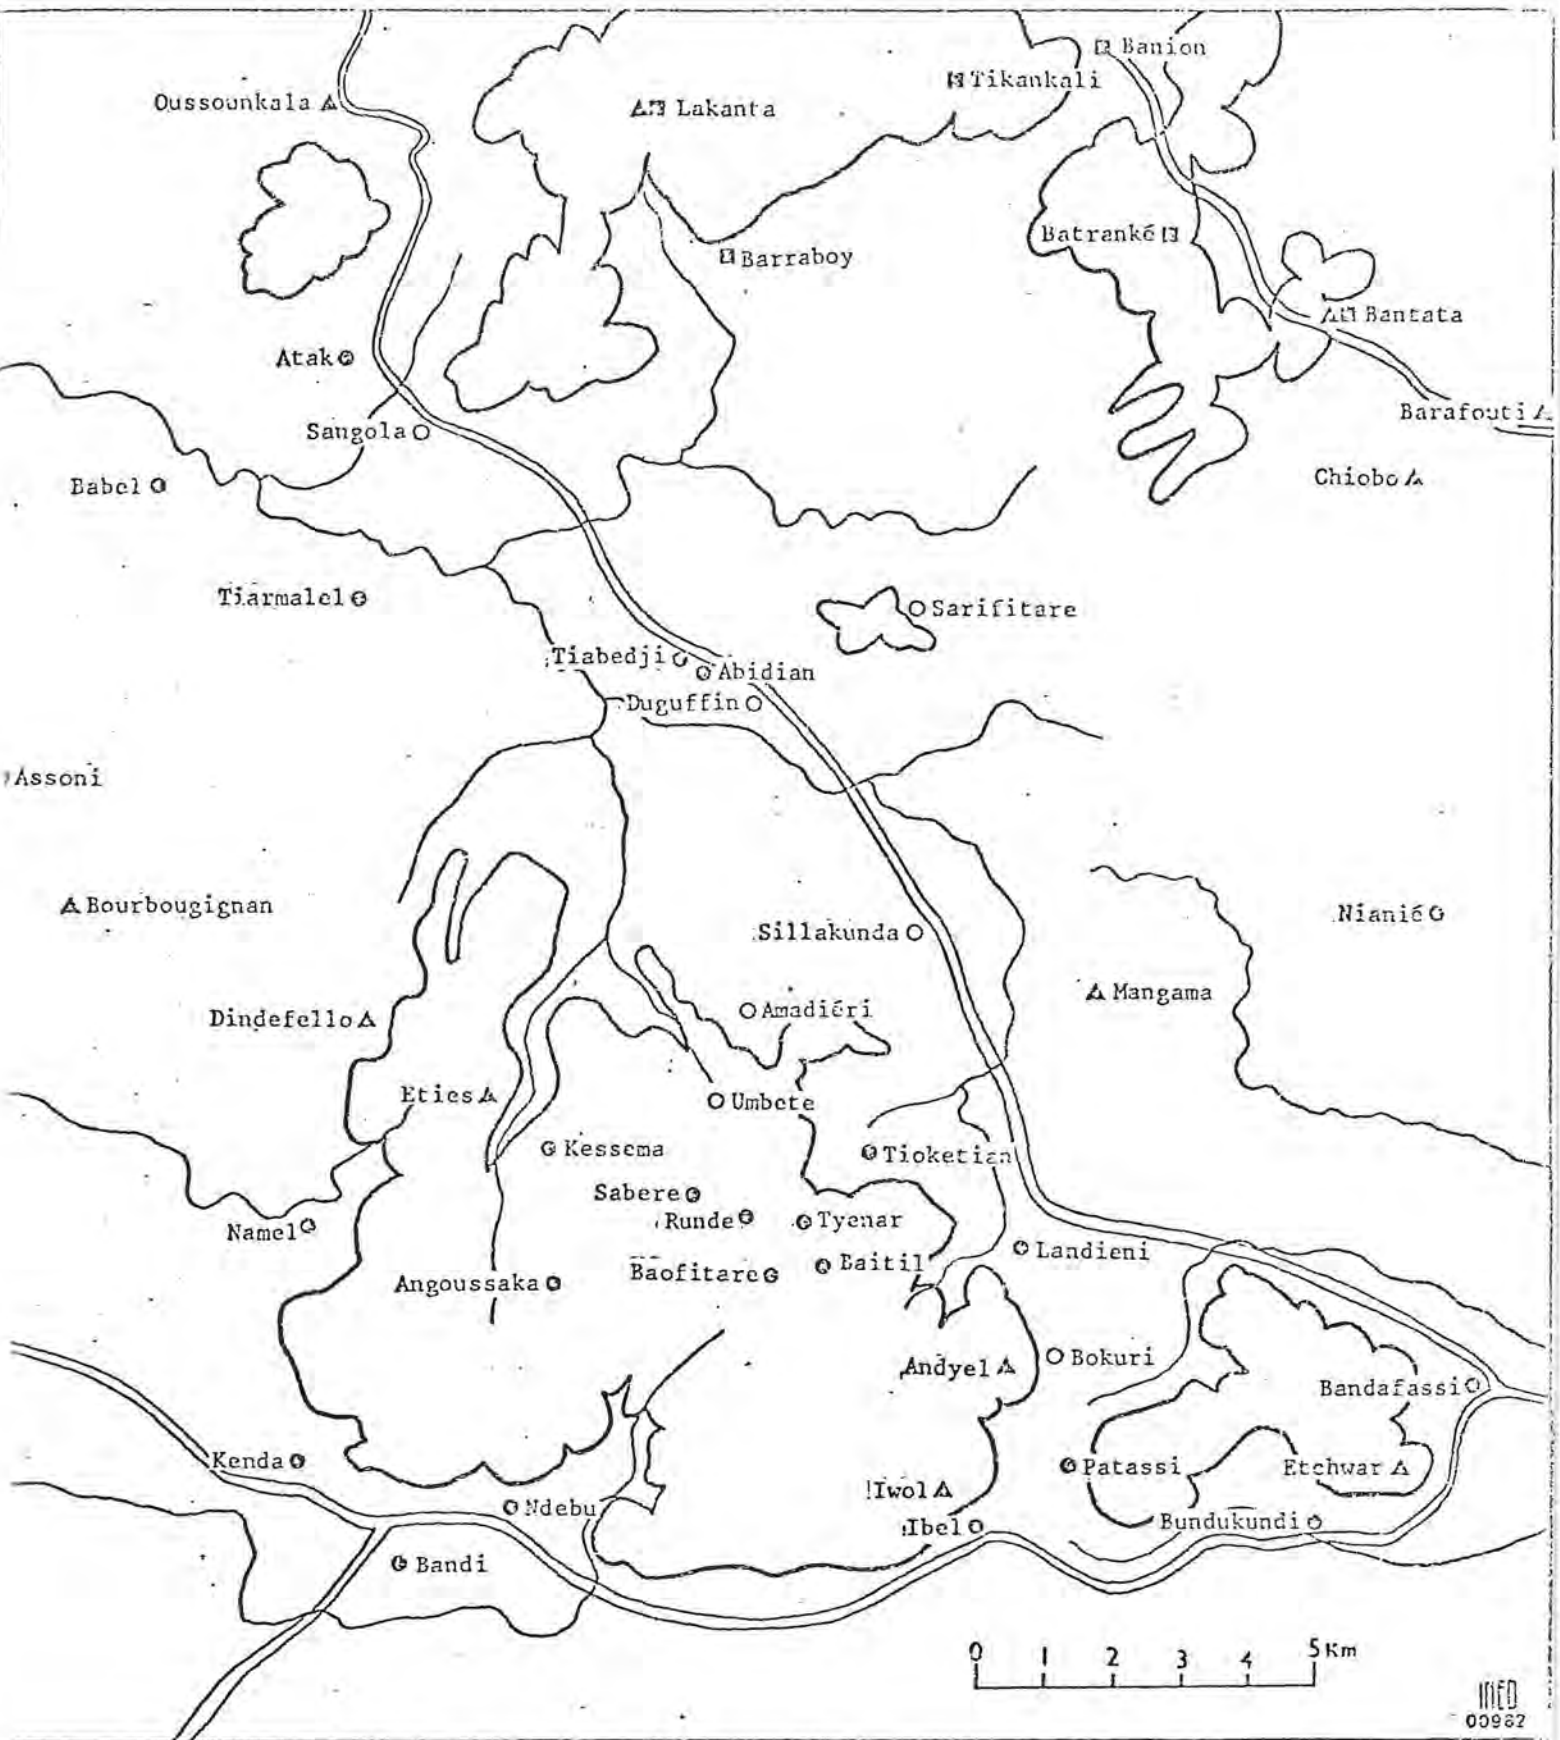 Banion
Tikankali
Oussounkala
Lakanta
Batranké
Barraboy
Bantata
Atak
Barafouti
Sangola
Chiobo
Babel
Tiarmalel
Sarifitare
Tiabedji
Abidian
Duguffin
Assoni
Bourbougignan
Nianié
Sillakunda
Mangama
Amadiéri
Dindefello
Eties
Umbete
Kessema
Tioketian
Sabere
Runde
Tyenar
Namel
Landieni
Baitil
Baofitare
Angoussaka
Bokuri
Andyel
Bandafassi
Kenda
Patassi
Etchwar
Iwol
Ndebu
Bundukundi
Ibel
Bandi
0 1 2 3 4 5 Km
INED
00982